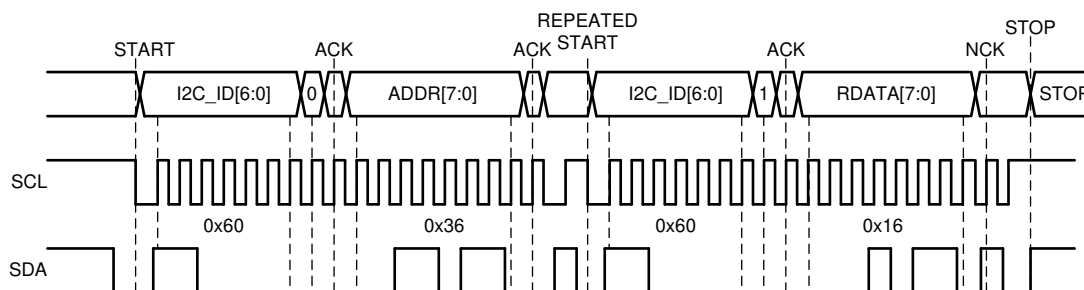 REPEATED
START
STOP
START
ACK
ACK
ACK
NCK
I2C_ID[6:0]
0
ADDR[7:0]
I2C_ID[6:0]
1
RDATA[7:0]
STOP
SCL
0x60
0x36
0x60
0x16
SDA